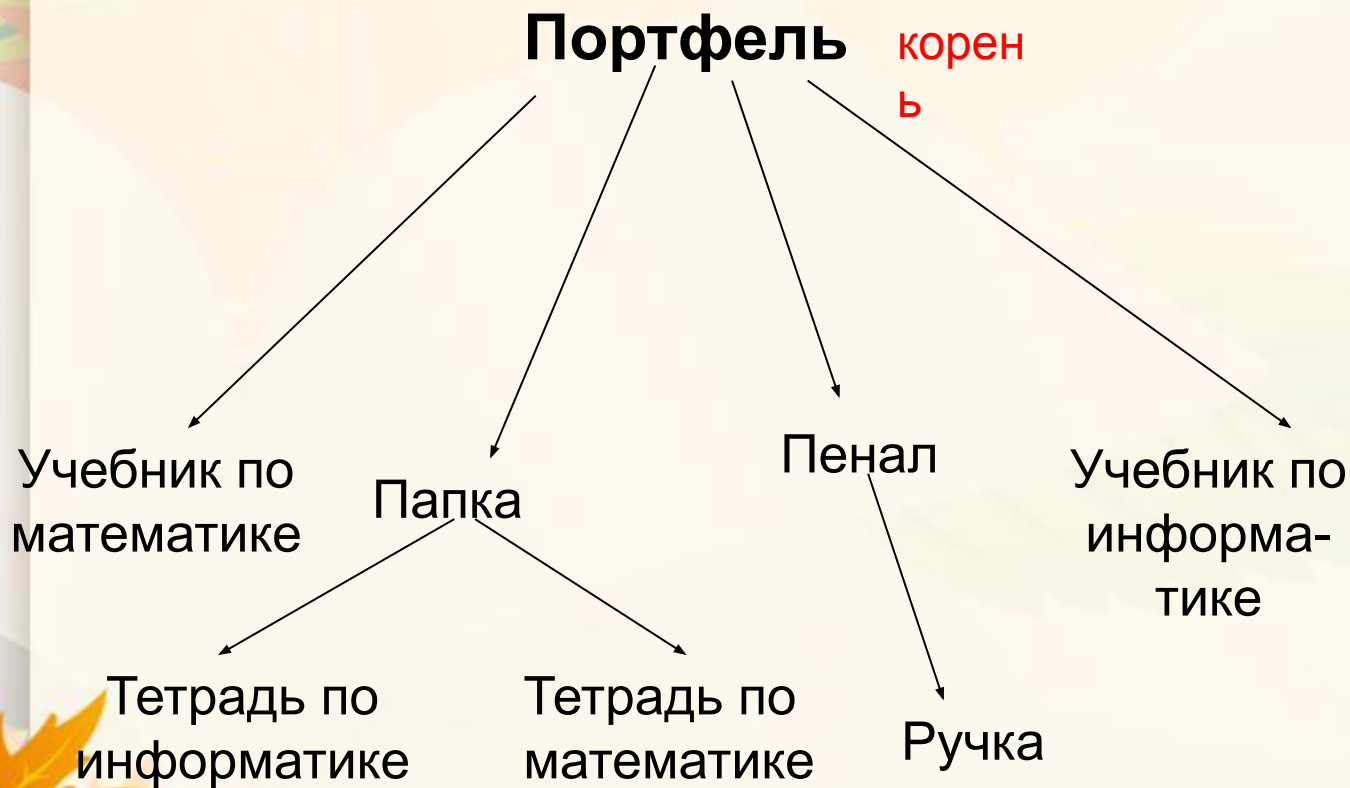 Портфель
корен
ь
Учебник по
математике
Папка
Пенал
Учебник по
информа-
тике
Тетрадь по
информатике
Тетрадь по
математике
Ручка